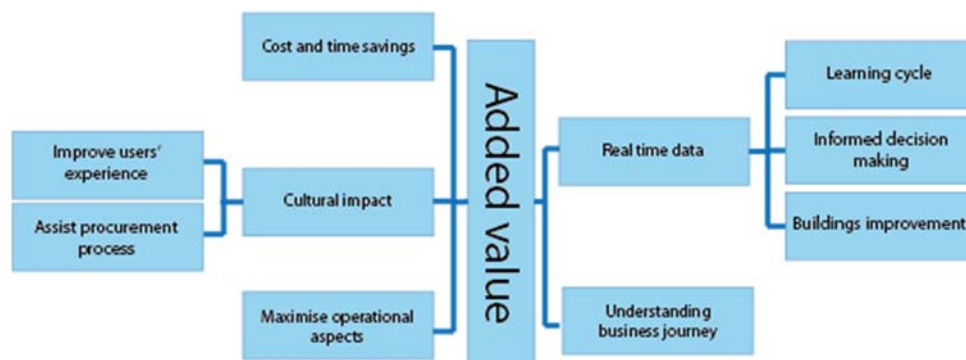 Cost and time savings
Improve users'
experience
Assist procurement
process
Cultural impact
Maximise operational
aspects
Added value
Real time data
Understanding
business journey
Learning cycle
Informed decision
making
Buildings improvement